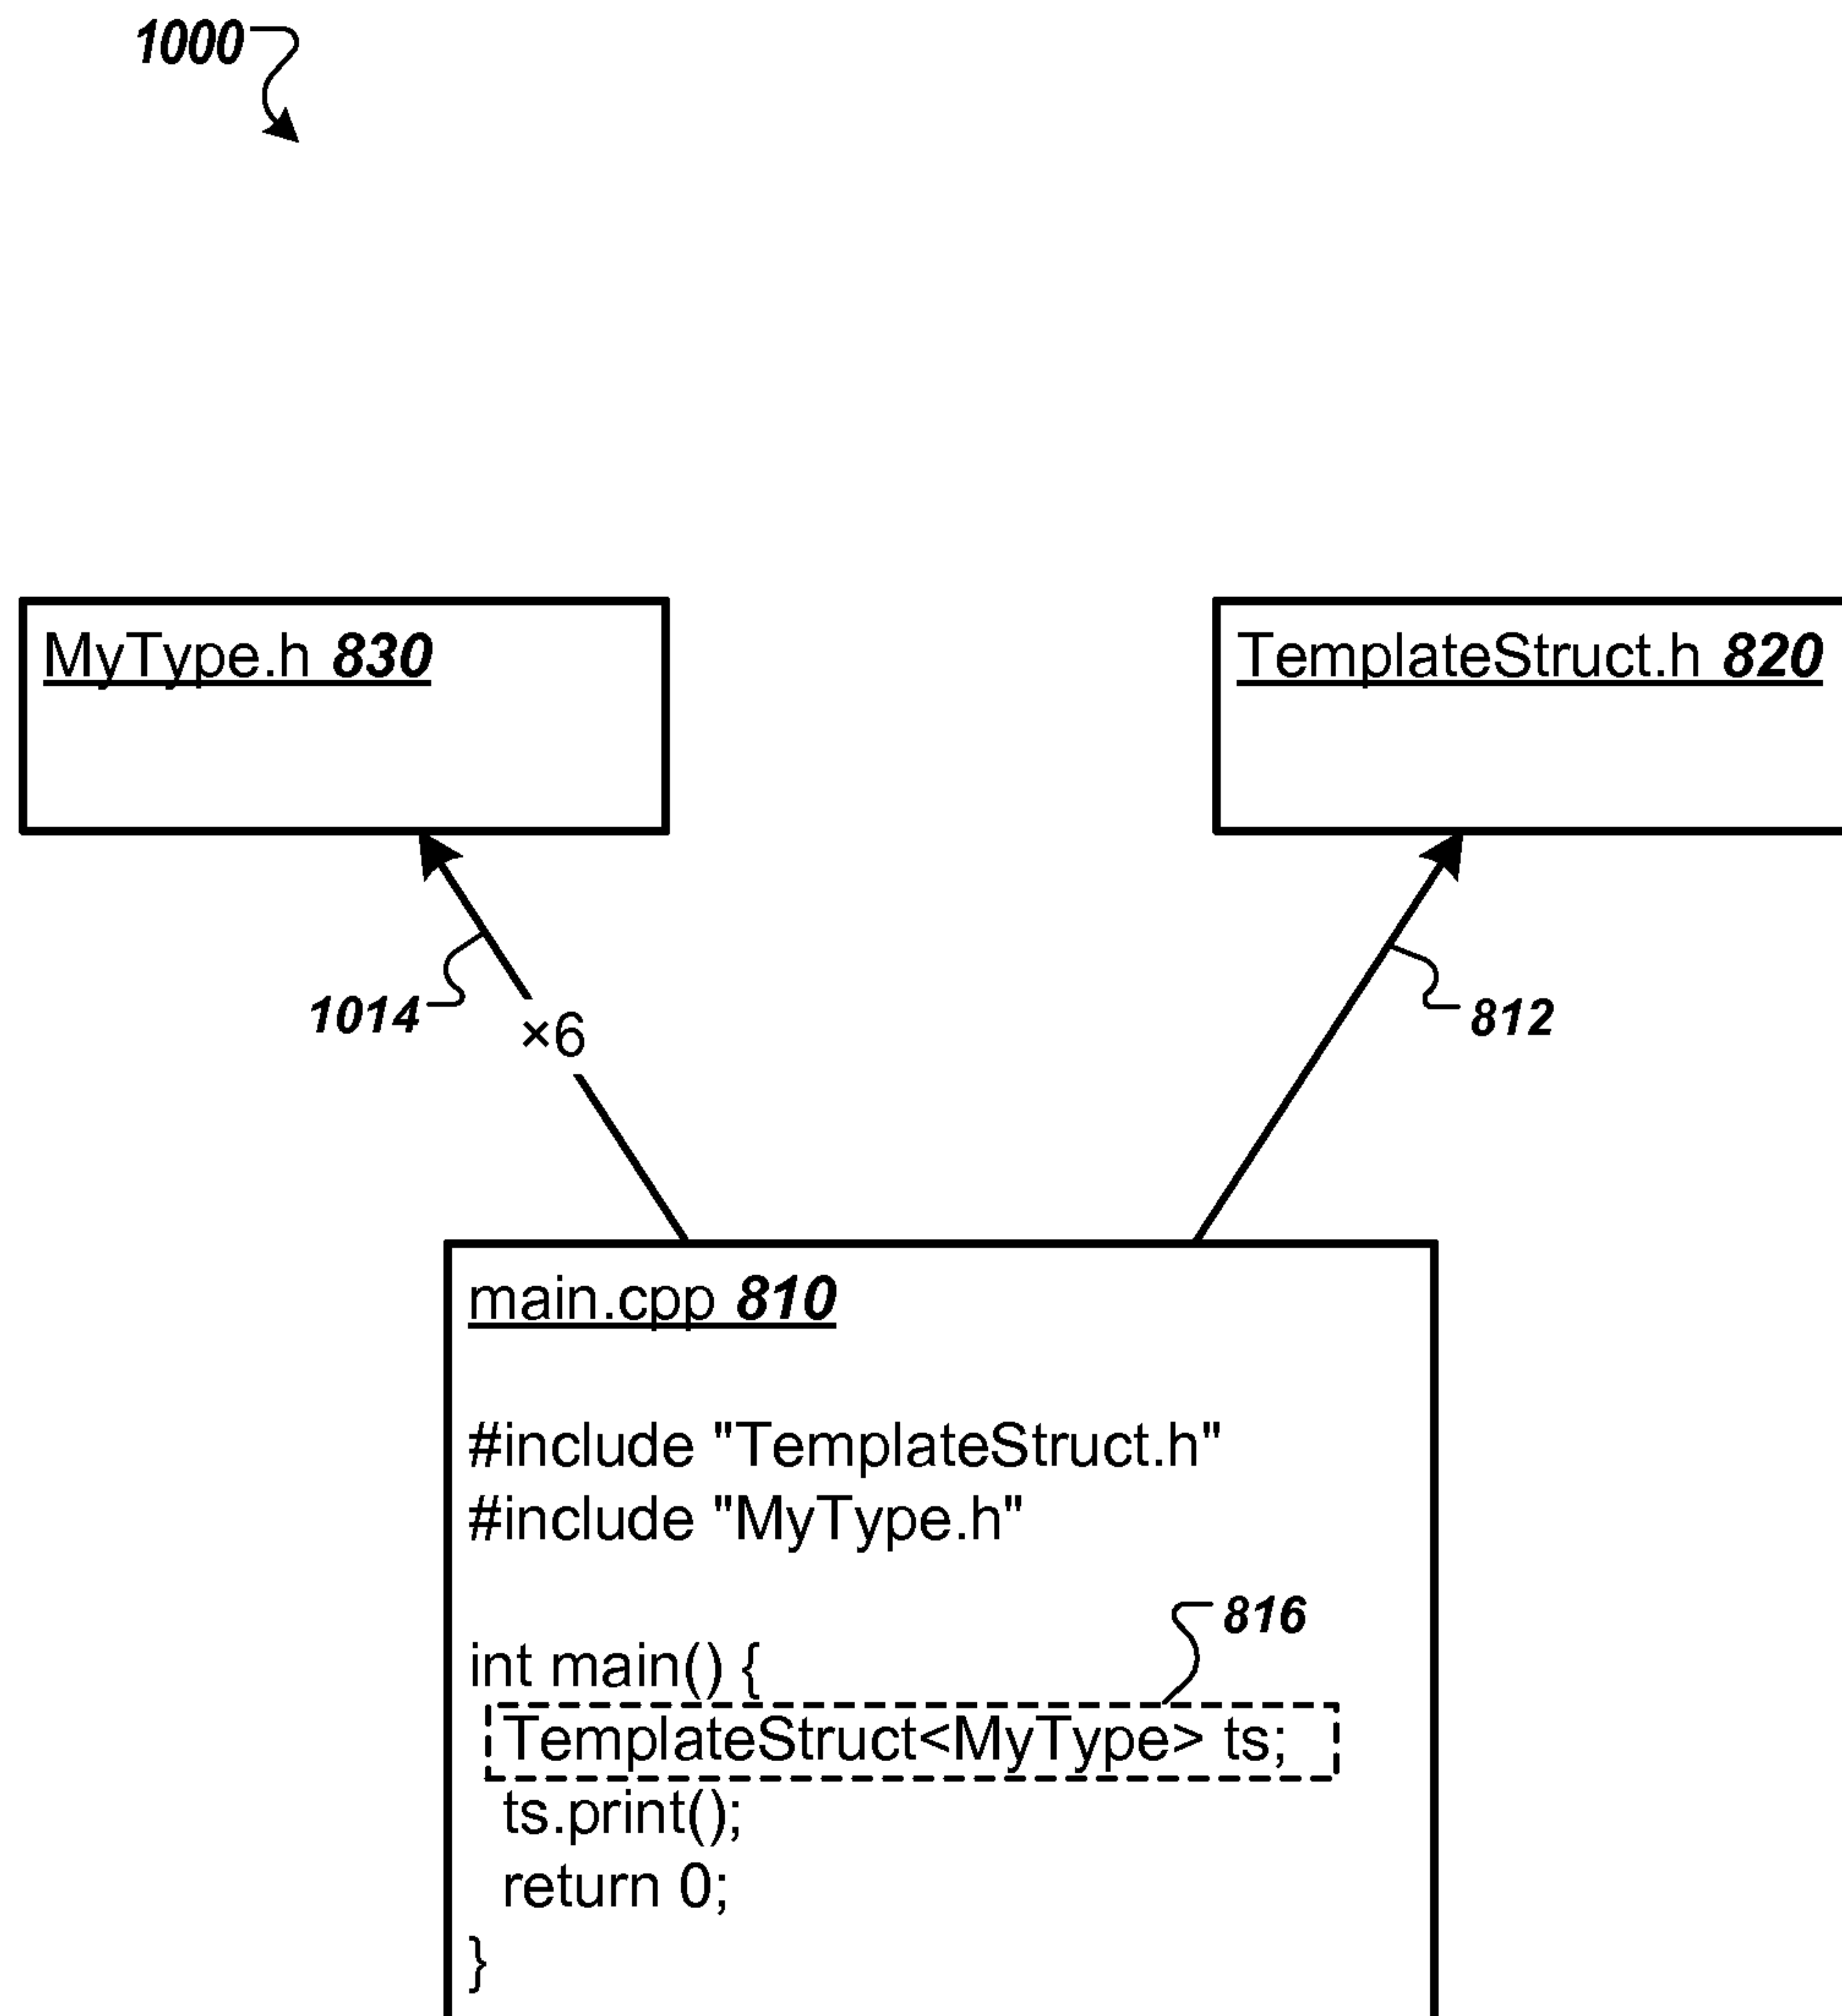 1000
MyType.h 830
TemplateStruct.h 820
1014
×6
812
main.cpp 810
#include "TemplateStruct.h"
#include "MyType.h"
816
int main() {
TemplateStruct<MyType> ts;
ts.print();
return 0;
}